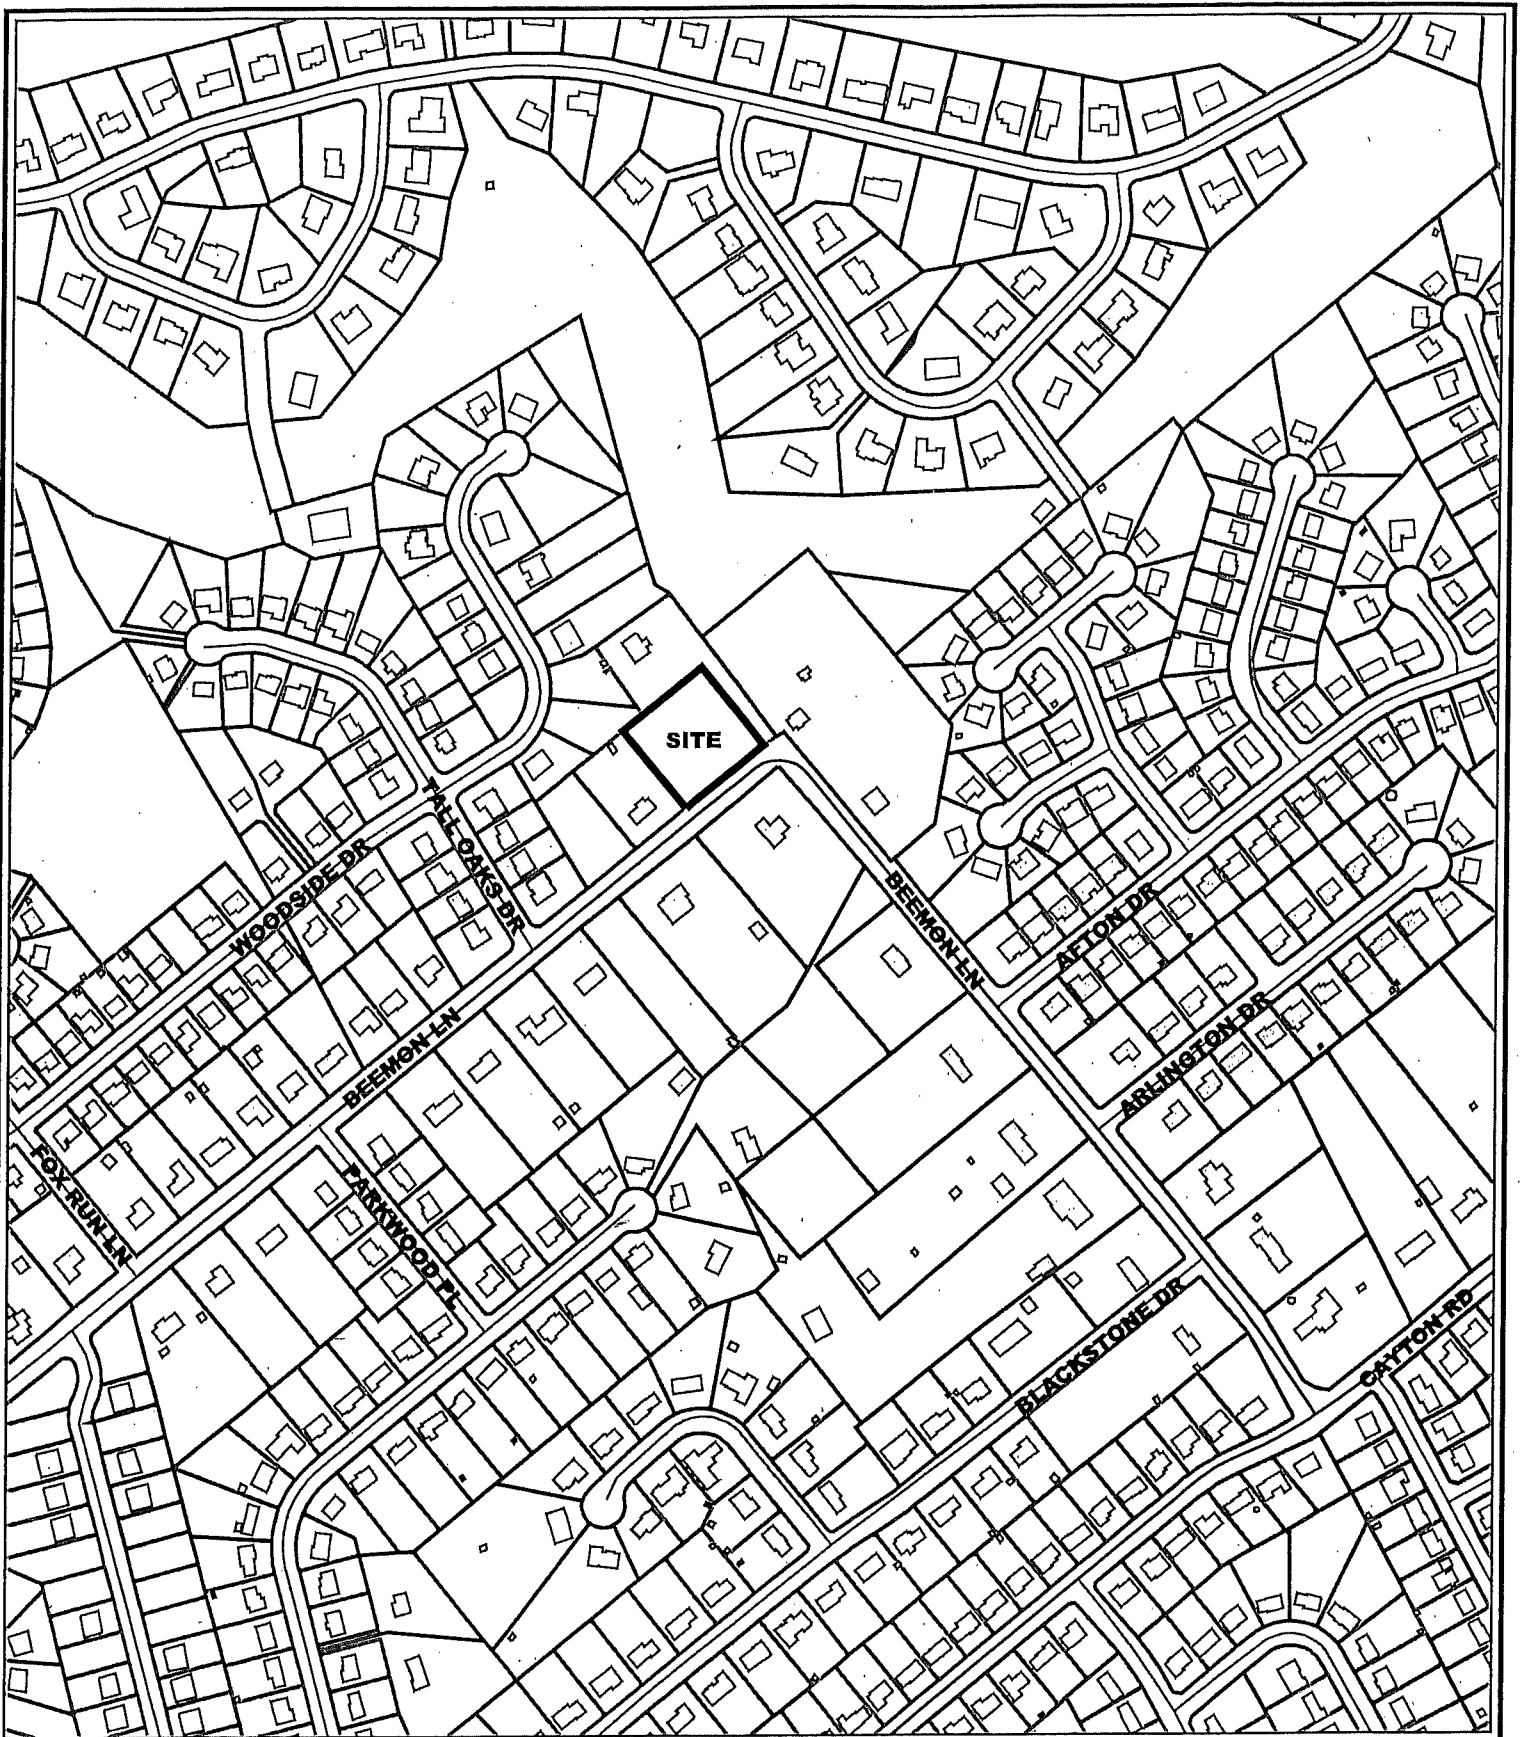 SITE
TALL OAKS DR
WOODSIDE DR
BEEMON LN
AFTON DR
ARLINGTON DR
BEEMON LN
FOX RUN LN
PARKWOOD PL
BLACKSTONE DR
CAYTON RD